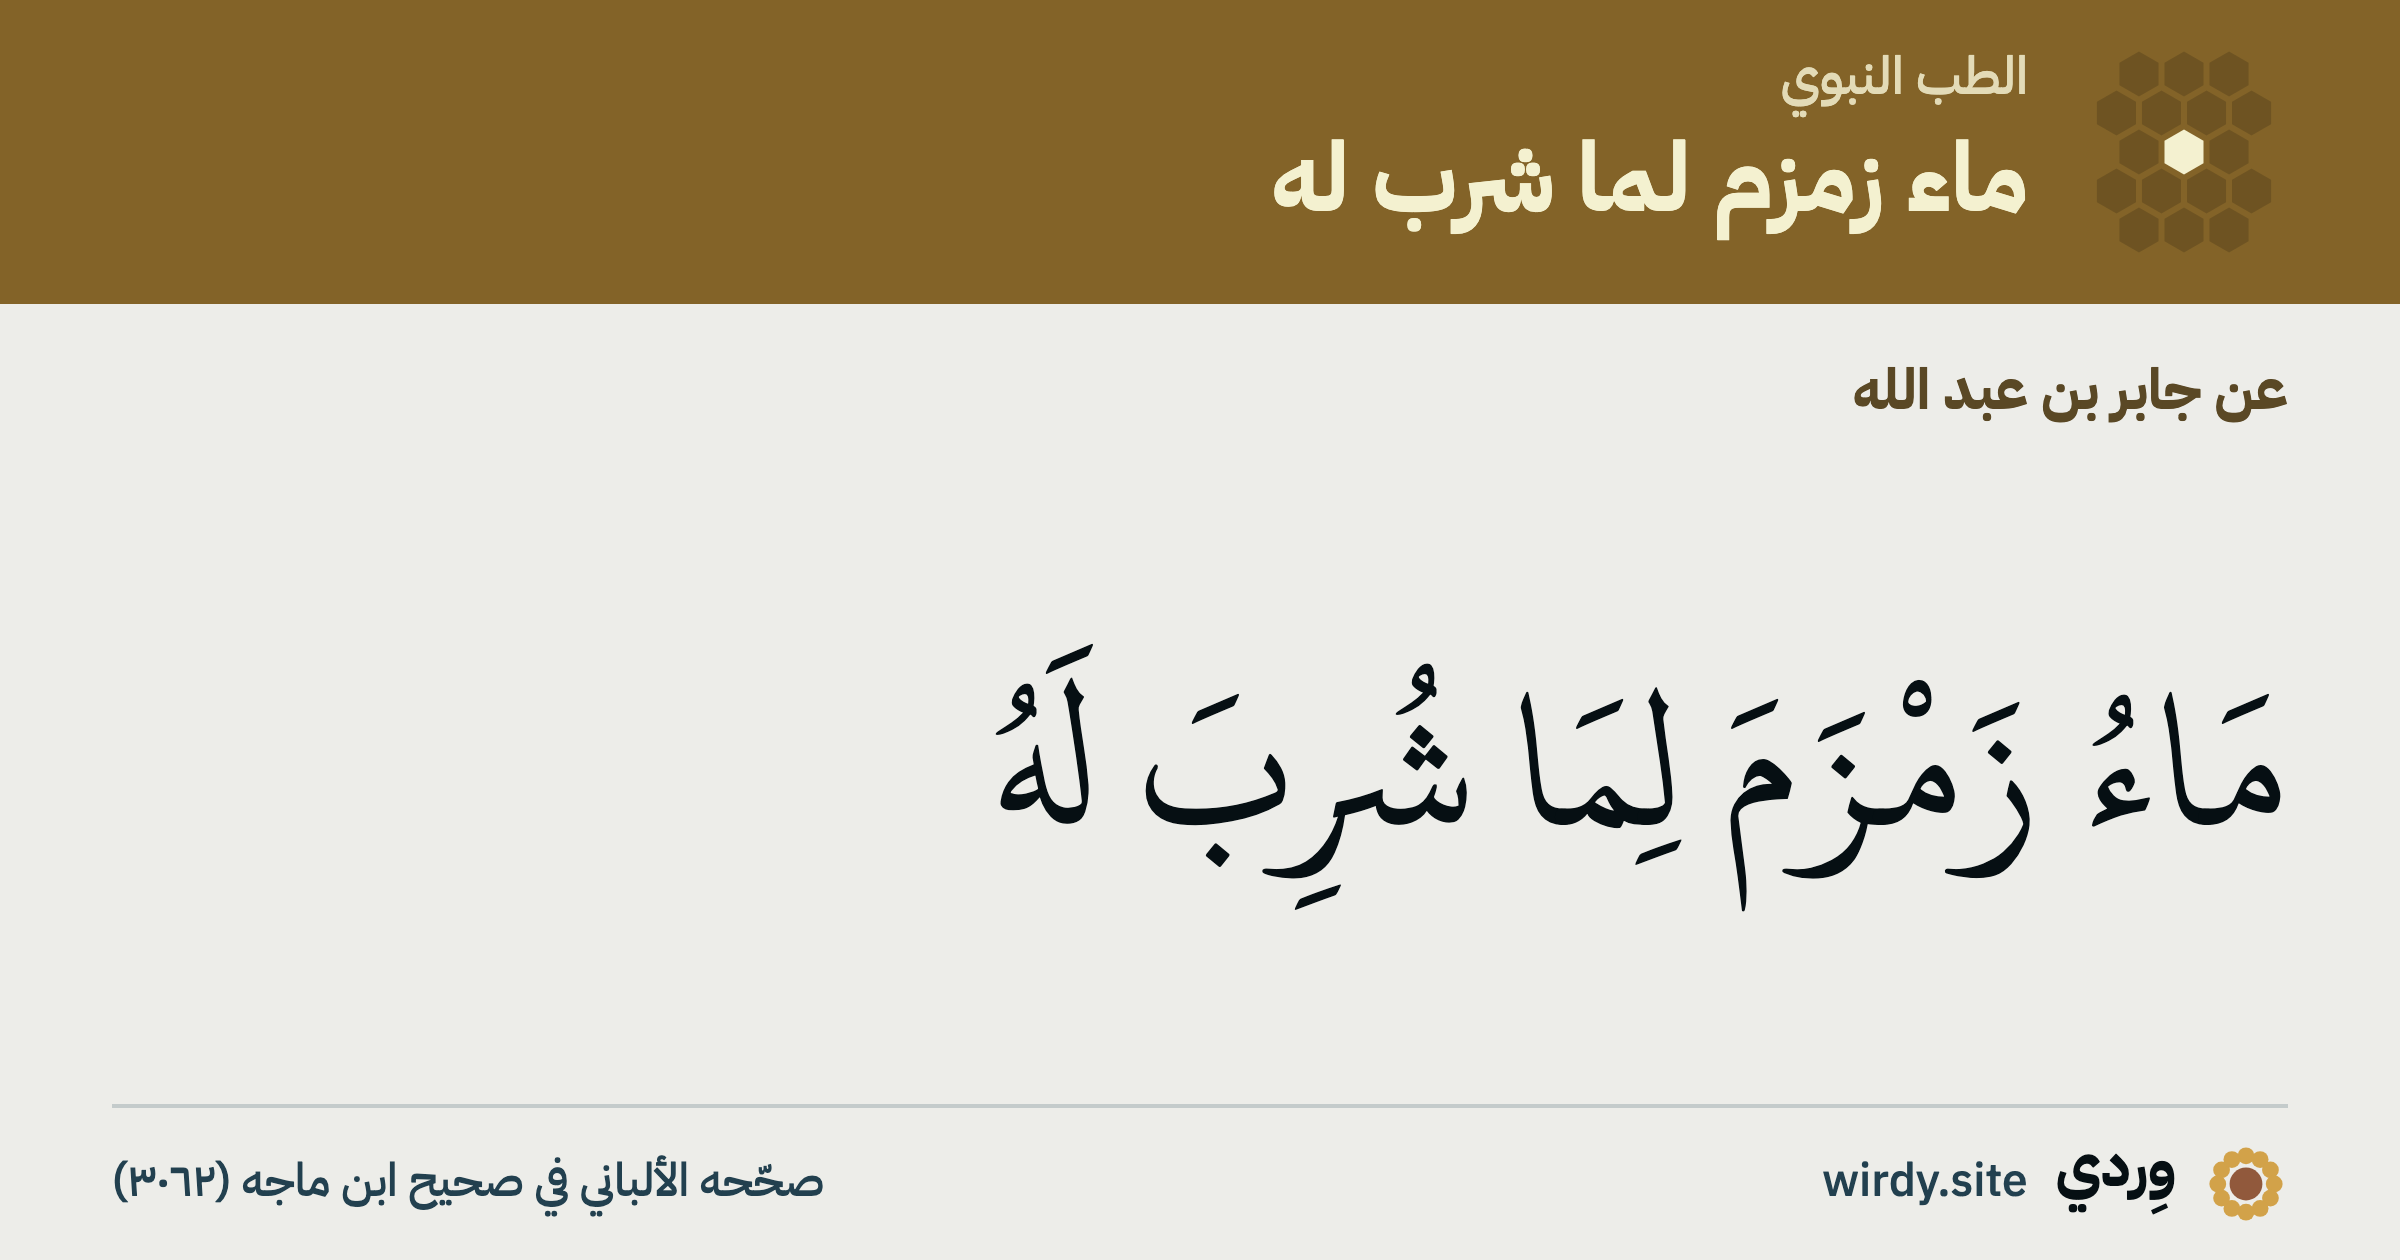 الطب النبوي
ماء زمزم لما شرب له
عن جابر بن عبد الله
مَاءُ زَمْزَمَ لِمَا شُرِبَ لَهُ
وِردي wirdy.site
صحّحه الألباني في صحيح ابن ماجه (٣٠٦٢)